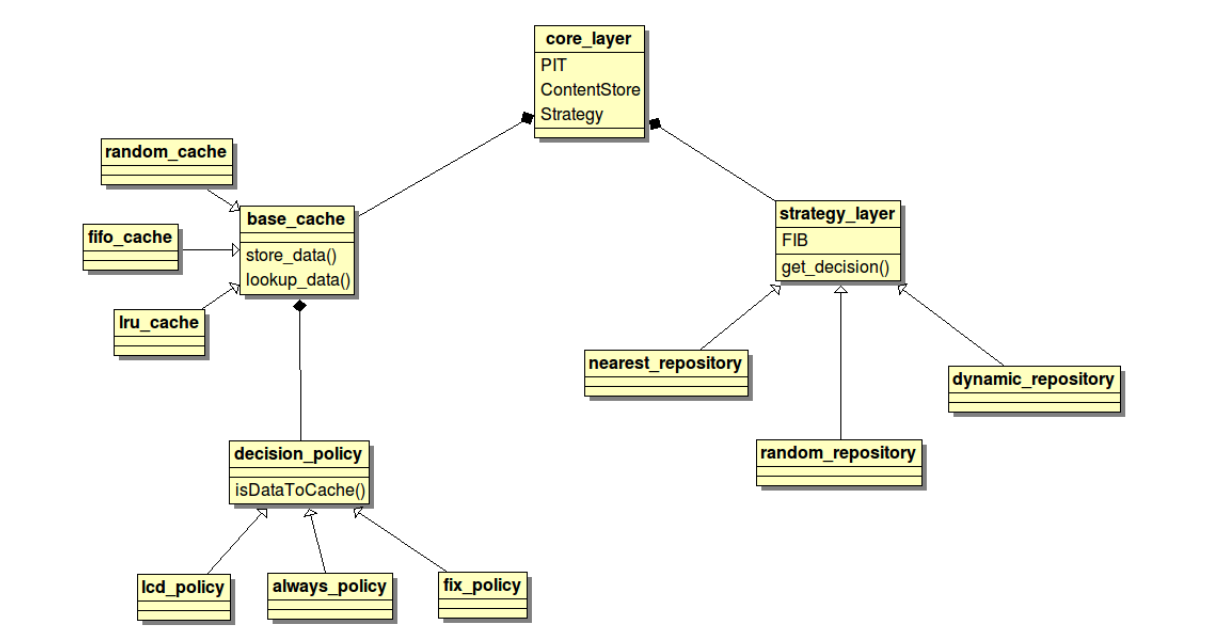 core_layer
PIT
ContentStore
Strategy
random_cache
base_cache
store_data()
lookup_data()
fifo_cache
lru_cache
strategy_layer
FIB
get_decision()
nearest_repository
dynamic_repository
random_repository
decision_policy
isDataToCache()
lcd_policy
always_policy
fix_policy